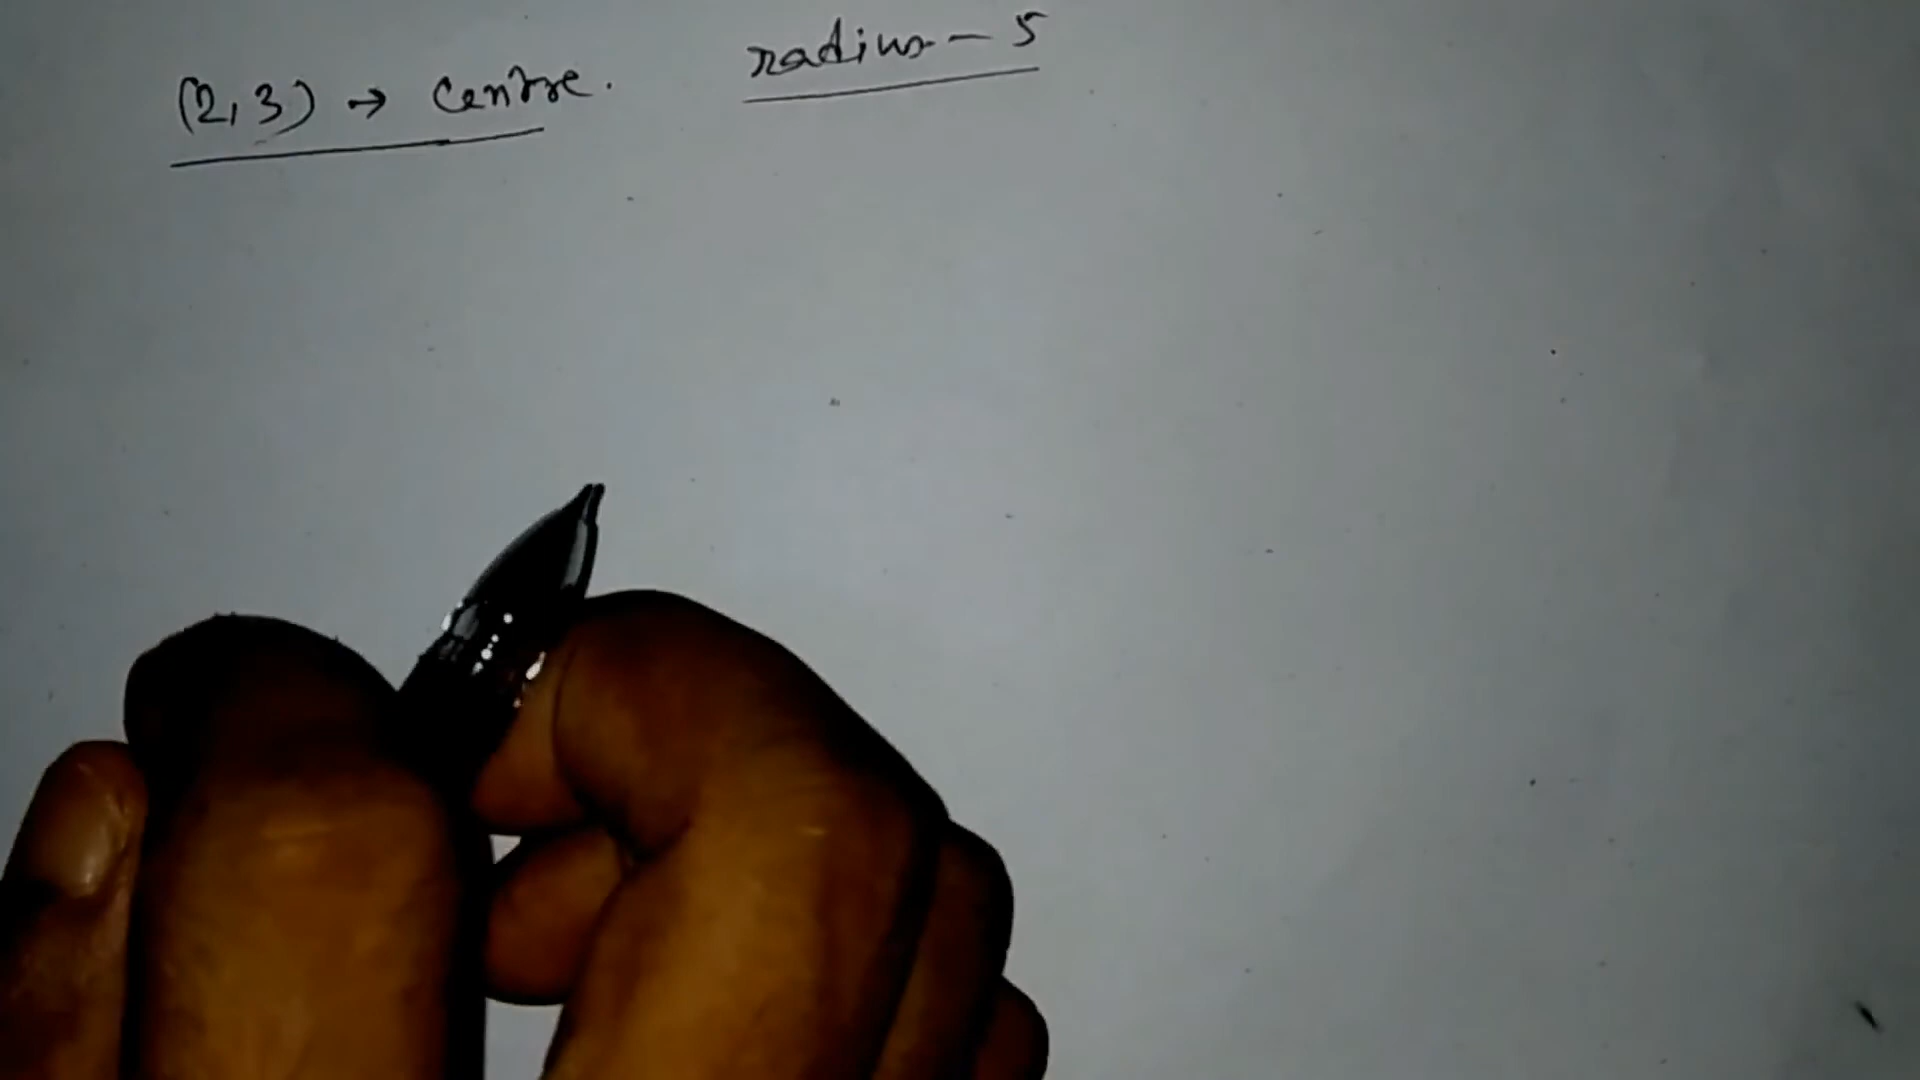 (2,3) → Centre. radius - 5